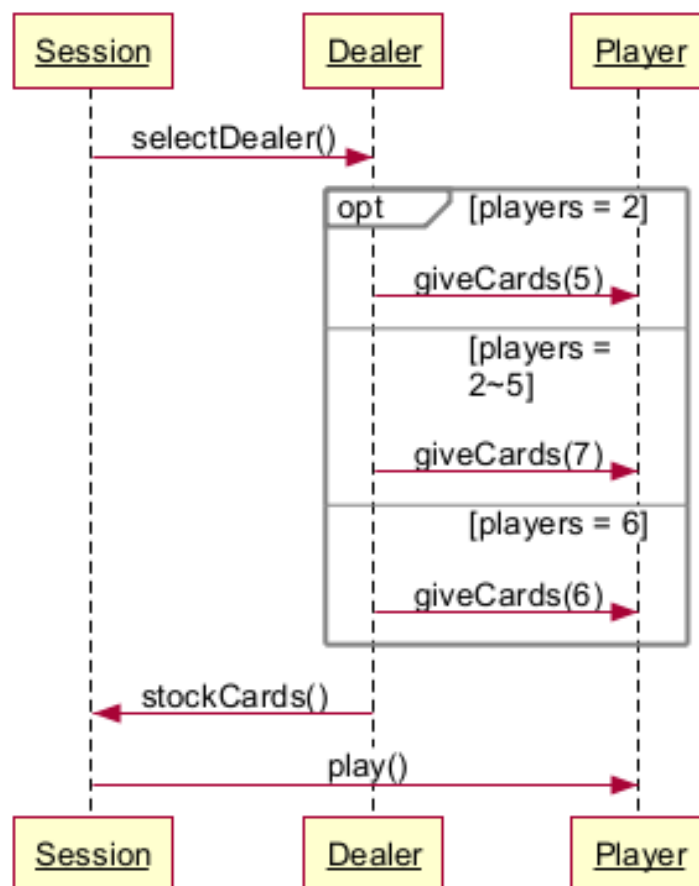 Session Dealer Player
selectDealer()
opt [players = 2]
giveCards(5)
[players =
2~5]
giveCards(7)
[players = 6]
giveCards(6)
stockCards()
play()
Session Dealer Player